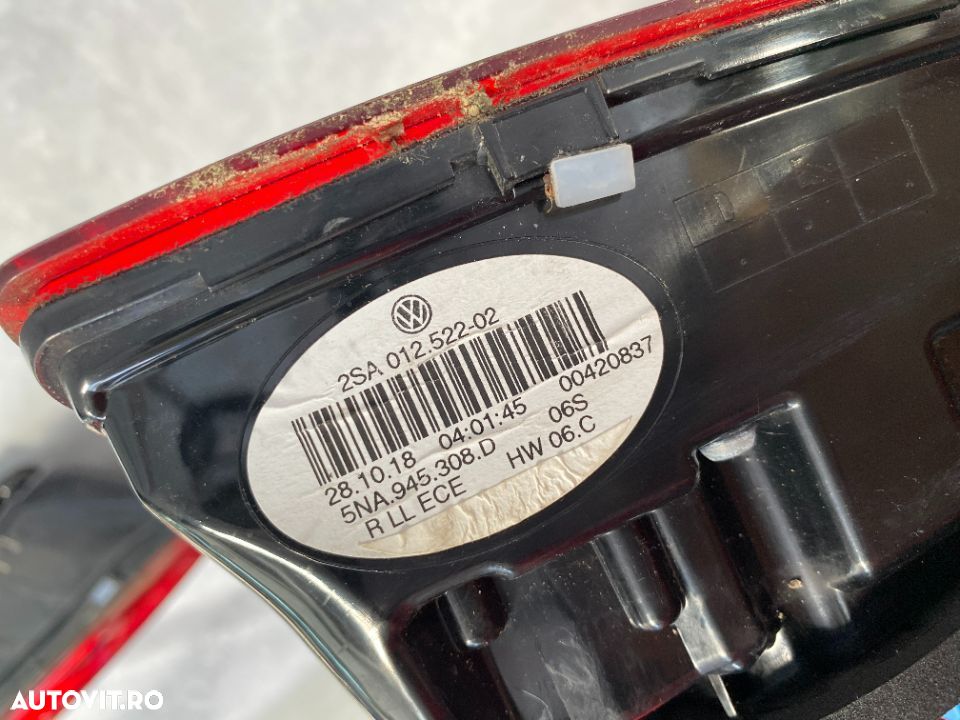 2SA 012.522-02
28.10.18 04:01:45 00420837
5NA.945.308.D 06S
R LL ECE HW 06.C
AUTOVIT.RO